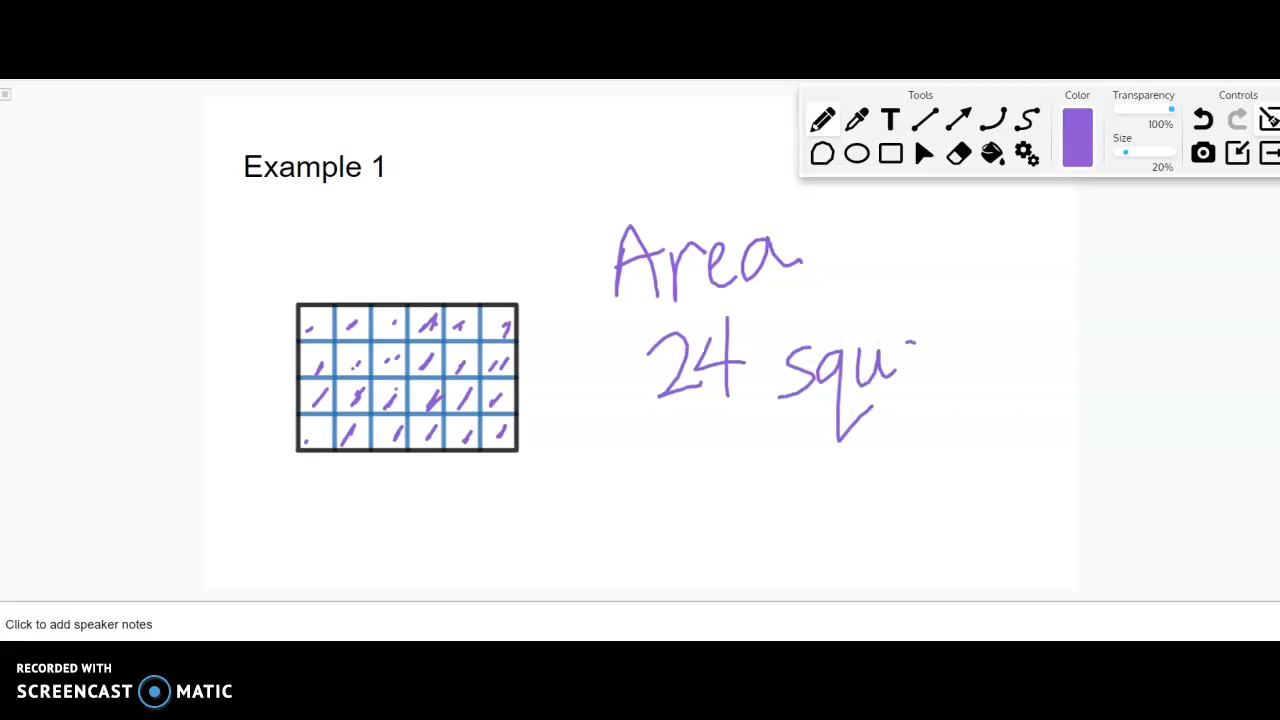 Tools
Color
Transparency
Controls
100%
Size
20%
Example 1
Area
24 squ
Click to add speaker notes
RECORDED WITH
SCREENCAST MATIC